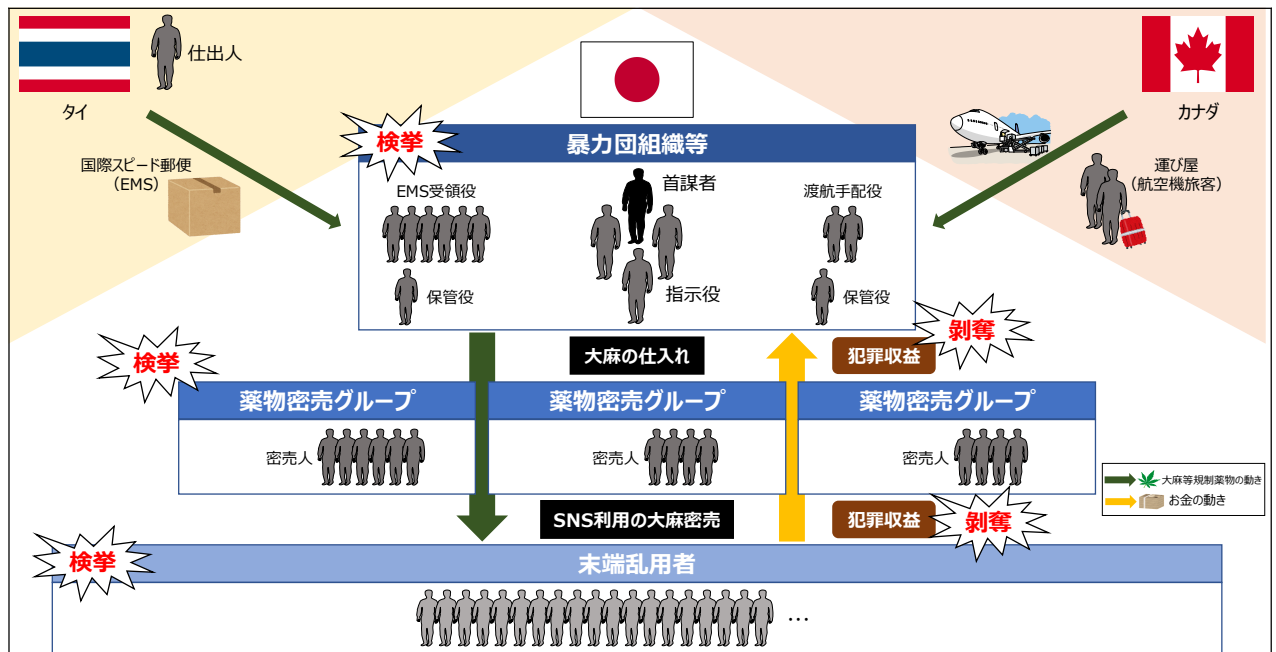 仕出人
タイ
カナダ
検挙
暴力団組織等
国際スピード郵便
（EMS）
運び屋
（航空機旅客）
EMS受領役
首謀者
渡航手配役
保管役
指示役
保管役
剥奪
検挙
大麻の仕入れ
犯罪収益
薬物密売グループ
薬物密売グループ
薬物密売グループ
密売人
密売人
密売人
大麻等規制薬物の動き
お金の動き
SNS利用の大麻密売
犯罪収益
剥奪
検挙
末端乱用者
…